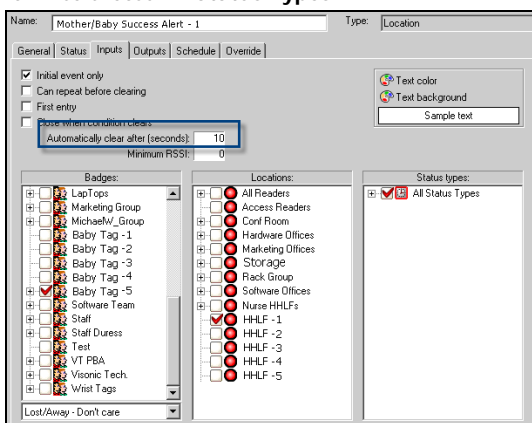 Name: Mother/Baby Success Alert - 1 Type: Location
General Status Inputs Outputs Schedule Override
Initial event only
Can repeat before clearing
First entry
Close when condition clears
Automatically clear after (seconds): 10
Minimum RSSI: 0
Text color
Text background
Sample text
Badges:
LapTops
Marketing Group
MichaelW_Group
Baby Tag -1
Baby Tag -2
Baby Tag -3
Baby Tag -4
Baby Tag -5
Software Team
Staff
Staff Duress
Test
VT PBA
Visonic Tech.
Wrist Tags
Lost/Away - Don't care
Locations:
All Readers
Access Readers
Conf Room
Hardware Offices
Marketing Offices
Storage
Rack Group
Software Offices
Nurse HHLFs
HHLF -1
HHLF -2
HHLF -3
HHLF -4
HHLF -5
Status types:
All Status Types